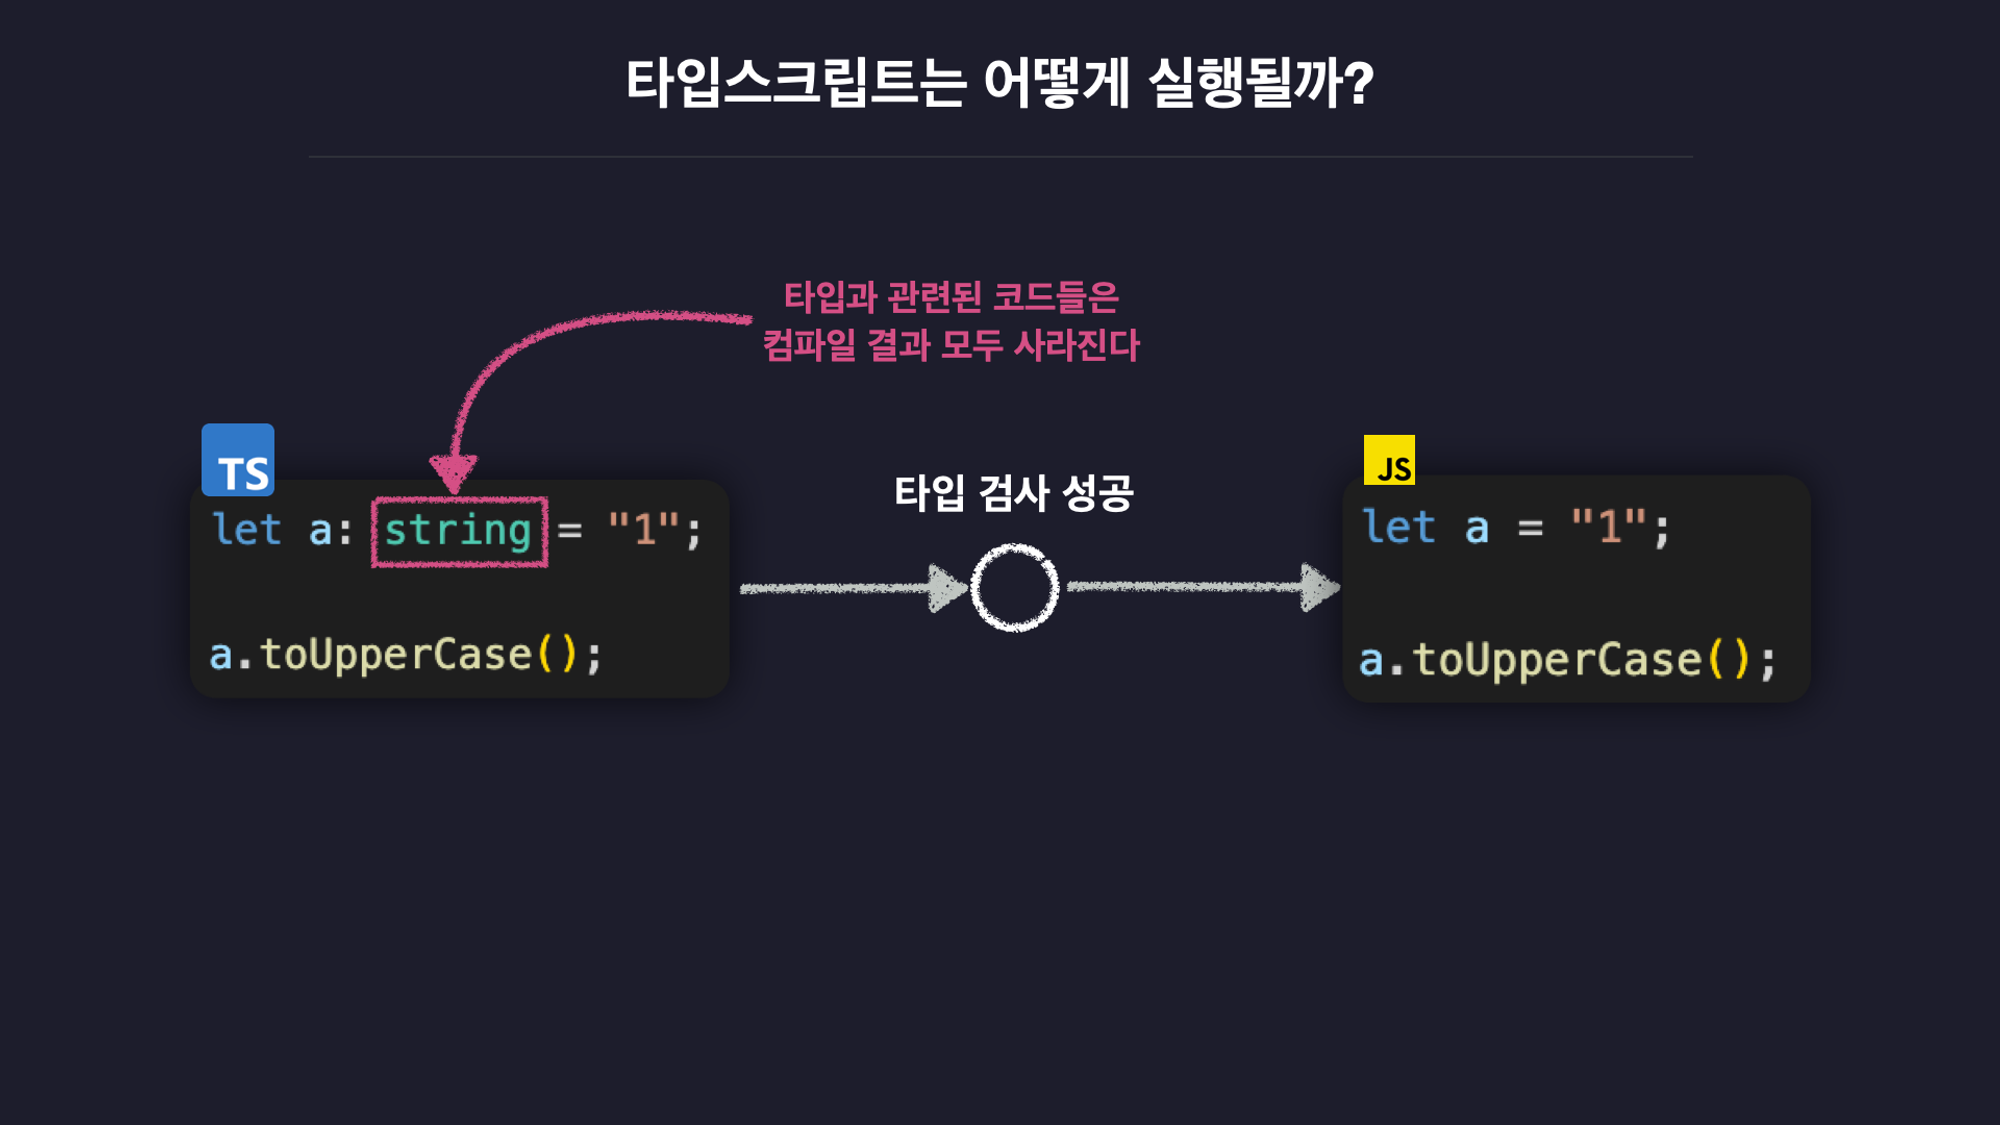 타입스크립트는 어떻게 실행될까?
타입과 관련된 코드들은
컴파일 결과 모두 사라진다
TS
let a: string = "1";
a.toUpperCase();
타입 검사 성공
JS
let a = "1";
a.toUpperCase();